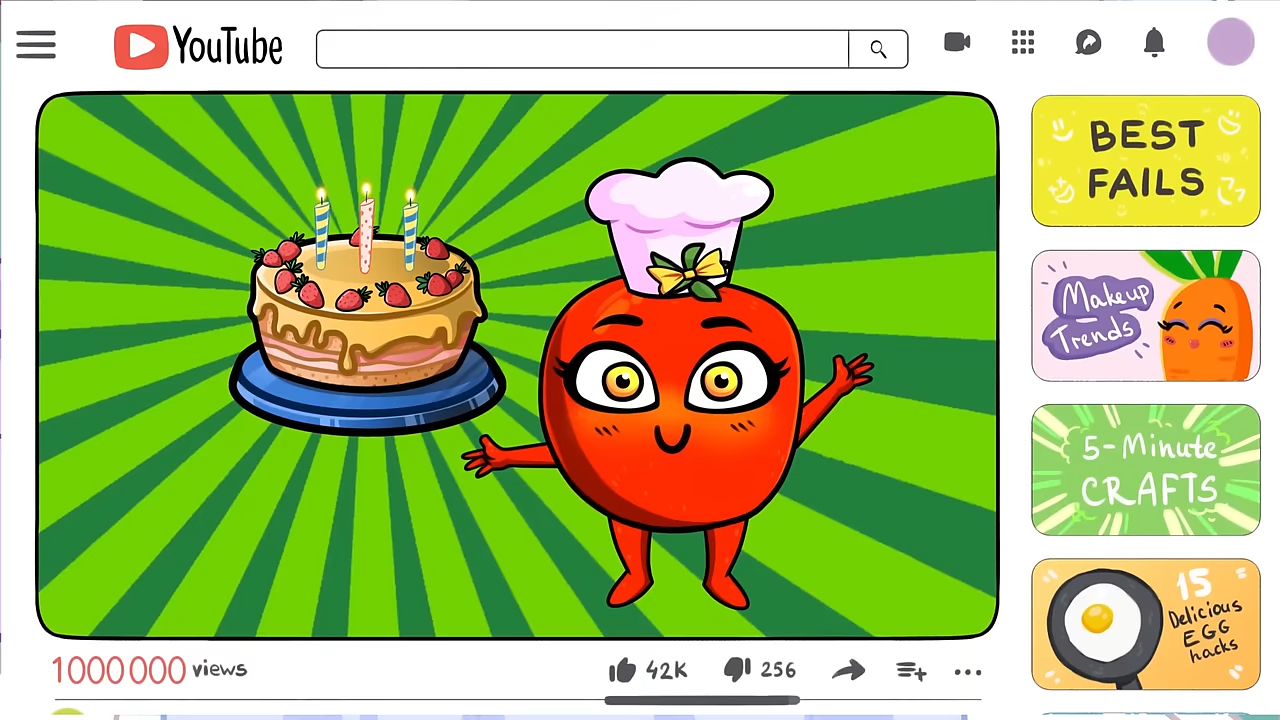 YouTube
BEST
FAILS
Makeup
Trends
5-Minute
CRAFTS
15
Delicious
EGG
hacks
1000000 views
42K
256